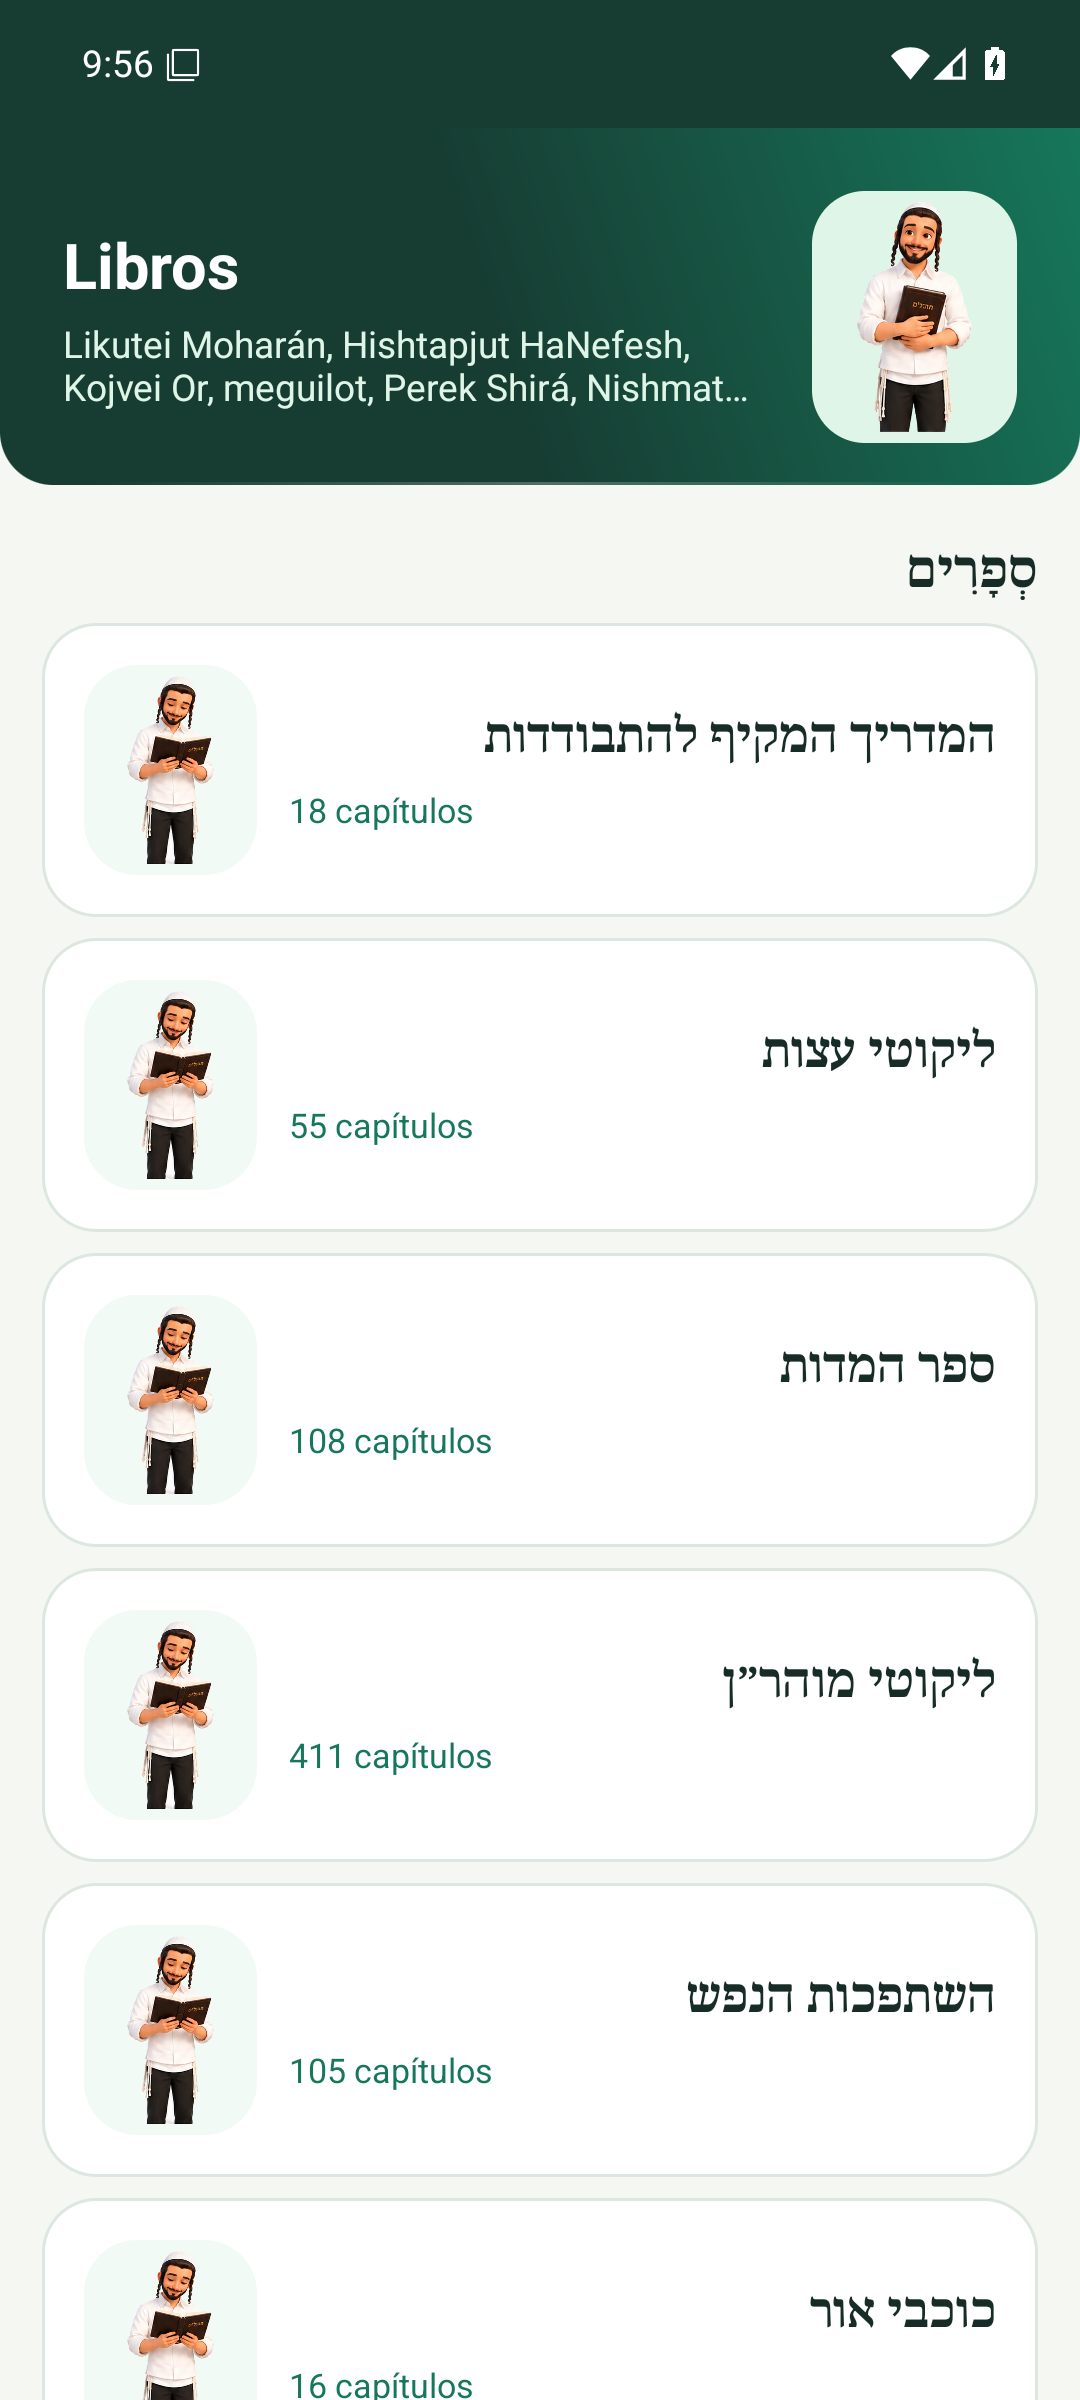 9:56
Libros
Likutei Moharán, Hishtapjut HaNefesh,
Kojvei Or, meguilot, Perek Shirá, Nishmat…
סְפָרִים
המדריך המקיף להתבודדות
18 capítulos
ליקוטי עצות
55 capítulos
ספר המדות
108 capítulos
ליקוטי מוהר״ן
411 capítulos
השתפכות הנפש
105 capítulos
כוכבי אור
16 capítulos